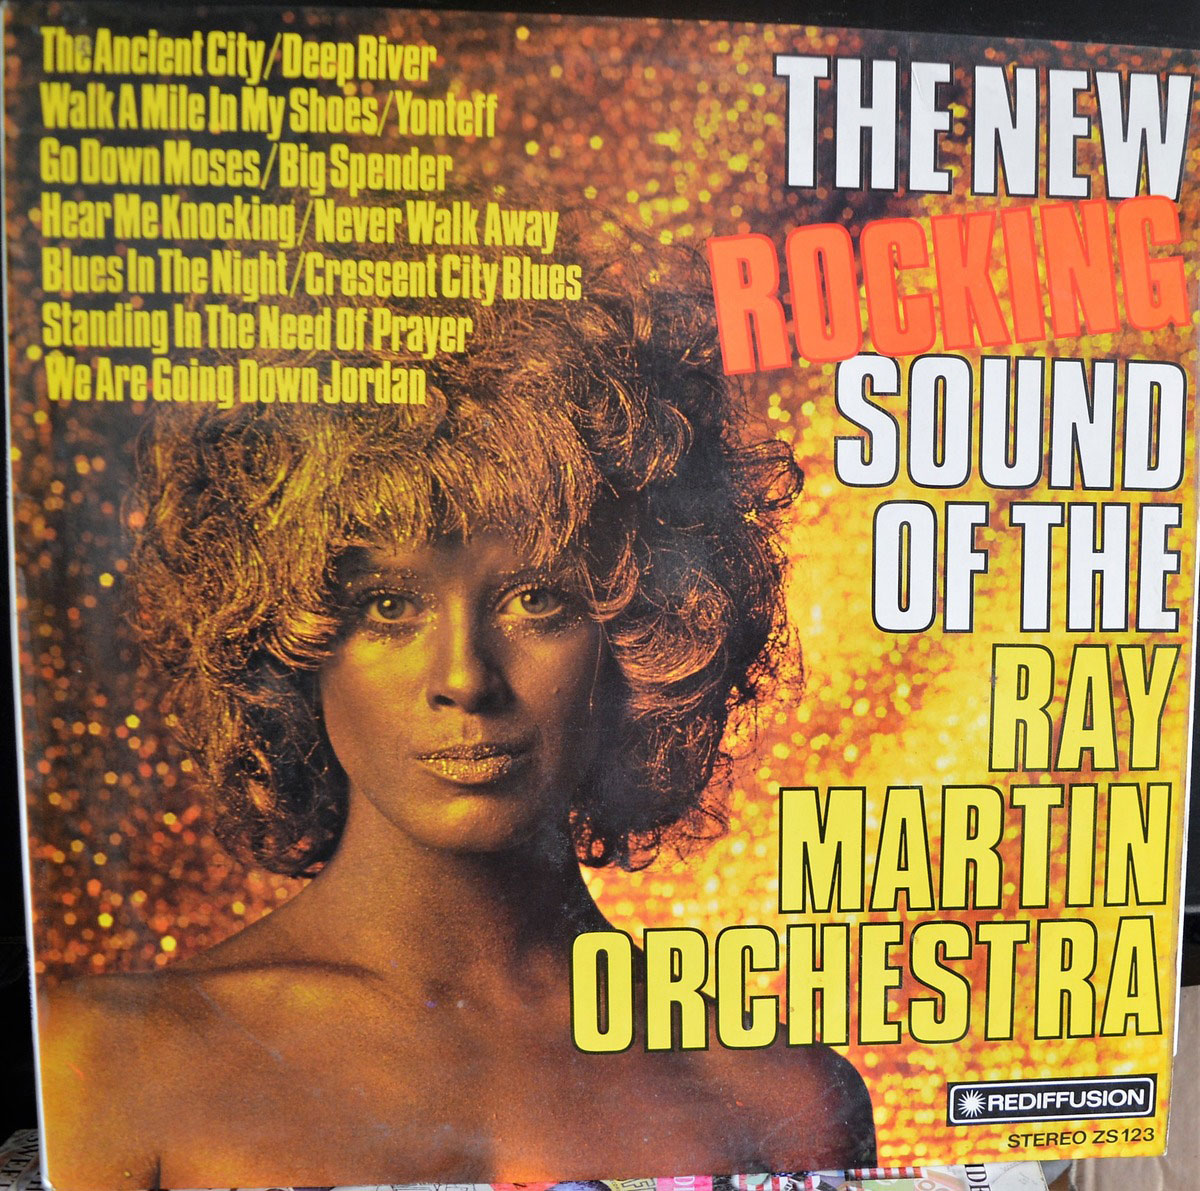 The Ancient City/Deep River
Walk A Mile In My Shoes/Yonteff
Go Down Moses/Big Spender
Hear Me Knocking/Never Walk Away
Blues In The Night/Crescent City Blues
Standing In The Need Of Prayer
We Are Going Down Jordan
THE NEW
ROCKING
SOUND
OF THE
RAY
MARTIN
ORCHESTRA
REDIFFUSION
STEREO ZS 123